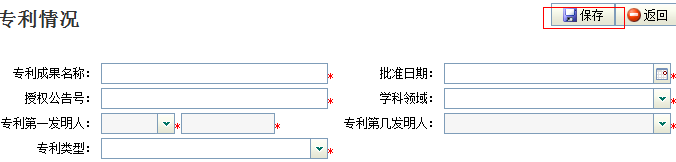 专利情况
保存 返回
专利成果名称： * 批准日期： *
授权公告号： * 学科领域： *
专利第一发明人： * * 专利第几发明人： *
专利类型： *